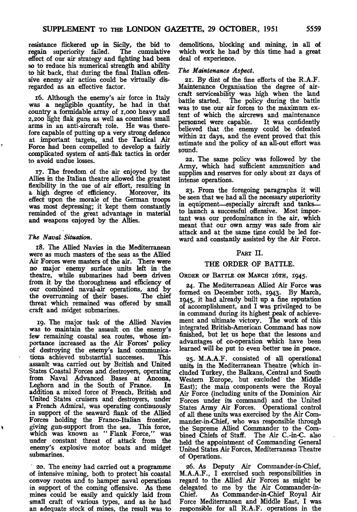 SUPPLEMENT TO THE LONDON GAZETTE, 29 OCTOBER, 1951
5559
resistance flickered up in Sicily, the bid to
regain superiority failed. The cumulative
effect of our air strategy and fighting had been
so to reduce his numerical strength and ability
to hit back, that during the final Italian offen-
sive enemy air action could be virtually dis-
regarded as an effective factor.
16. Although the enemy's air force in Italy
was a negligible quantity, he had in that
country a formidable array of 1,000 heavy and
2,200 light flak guns as well as countless small
arms in an anti-aircraft role. He was there-
fore capable of putting up a very strong defence
at important targets, and the Tactical Air
Force had been compelled to develop a fairly
complicated system of anti-flak tactics in order
to avoid undue losses.
17. The freedom of the air enjoyed by the
Allies in the Italian theatre allowed the greatest
flexibility in the use of air effort, resulting in
a high degree of efficiency. Moreover, its
effect upon the morale of the German troops
was most depressing; it kept them constantly
reminded of the great advantage in material
and weapons enjoyed by the Allies.
The Naval Situation.
18. The Allied Navies in the Mediterranean
were as much masters of the seas as the Allied
Air Forces were masters of the air. There were
no major enemy surface units left in the
theatre, while submarines had been driven
from it by the thoroughness and efficiency of
our combined naval-air operations, and by
the overrunning of their bases. The chief
threat which remained was offered by small
craft and midget submarines.
19. The major task of the Allied Navies
was to maintain the assault on the enemy's
few remaining coastal sea routes, whose im-
portance increased as the Air Forces' policy
of destroying the enemy's land communica-
tions achieved substantial successes. This
assault was carried out by British and United
States Coastal Forces and destroyers, operating
from Naval Advanced Bases at Ancona,
Leghorn and in the South of France. In
addition a mixed force of French, British and
United States cruisers and destroyers, under
a French Admiral, was operating continuously
in support of the seaward flank of the Allied
Forces holding the Franco-Italian frontier,
giving gun-support from the sea. This force,
which was known as "Flank Force," was
under constant threat of attack from the
enemy's explosive motor boats and midget
submarines.
20. The enemy had carried out a programme
of intensive mining, both to protect his coastal
convoy routes and to hamper naval operations
in support of the coming offensive. As these
mines could be easily and quickly laid from
small craft of various types, and as he had
an adequate stock of mines, the result was to
demolitions, blocking and mining, in all of
which work he had by this time had a great
deal of experience.
The Maintenance Aspect.
21. By dint of the fine efforts of the R.A.F.
Maintenance Organisation the degree of air-
craft serviceability was high when the land
battle started. The policy during the battle
was to use our air forces to the maximum ex-
tent of which the aircrews and maintenance
personnel were capable. It was confidently
believed that the enemy could be defeated
within 21 days, and the event proved that this
estimate and the policy of an all-out effort was
sound.
22. The same policy was followed by the
Army, which had sufficient ammunition and
supplies and reserves for only about 21 days of
intense operations.
23. From the foregoing paragraphs it will
be seen that we had all the necessary superiority
in equipment—especially aircraft and tanks—
to launch a successful offensive. Most impor-
tant was our predominance in the air, which
meant that our own army was safe from air
attack and at the same time could be led for-
ward and constantly assisted by the Air Force.
PART II.
THE ORDER OF BATTLE.
ORDER OF BATTLE ON MARCH 16TH, 1945.
24. The Mediterranean Allied Air Force was
formed on December 10th, 1943. By March,
1945, it had already built up a fine reputation
of accomplishment, and I was privileged to be
in command during its highest peak of achieve-
ment and ultimate victory. The work of this
integrated British-American Command has now
finished, but let us hope that the lessons and
advantages of co-operation which have been
learned will be put to even better use in peace.
25. M.A.A.F. consisted of all operational
units in the Mediterranean Theatre (which in-
cluded Turkey, the Balkans, Central and South
Western Europe, but excluded the Middle
East); the main components were the Royal
Air Force (including units of the Dominion Air
Forces under its command) and the United
States Army Air Forces. Operational control
of all these units was exercised by the Air Com-
mander-in-Chief, who was responsible through
the Supreme Allied Commander to the Com-
bined Chiefs of Staff. The Air C.-in-C. also
held the appointment of Commanding General
United States Air Forces, Mediterranean Theatre
of Operations.
26. As Deputy Air Commander-in-Chief,
M.A.A.F., I exercised such responsibilities in
regard to the Allied Air Forces as might be
delegated to me by the Air Commander-in-
Chief. As Commander-in-Chief Royal Air
Force Mediterranean and Middle East, I was
responsible for all R.A.F. operations in the